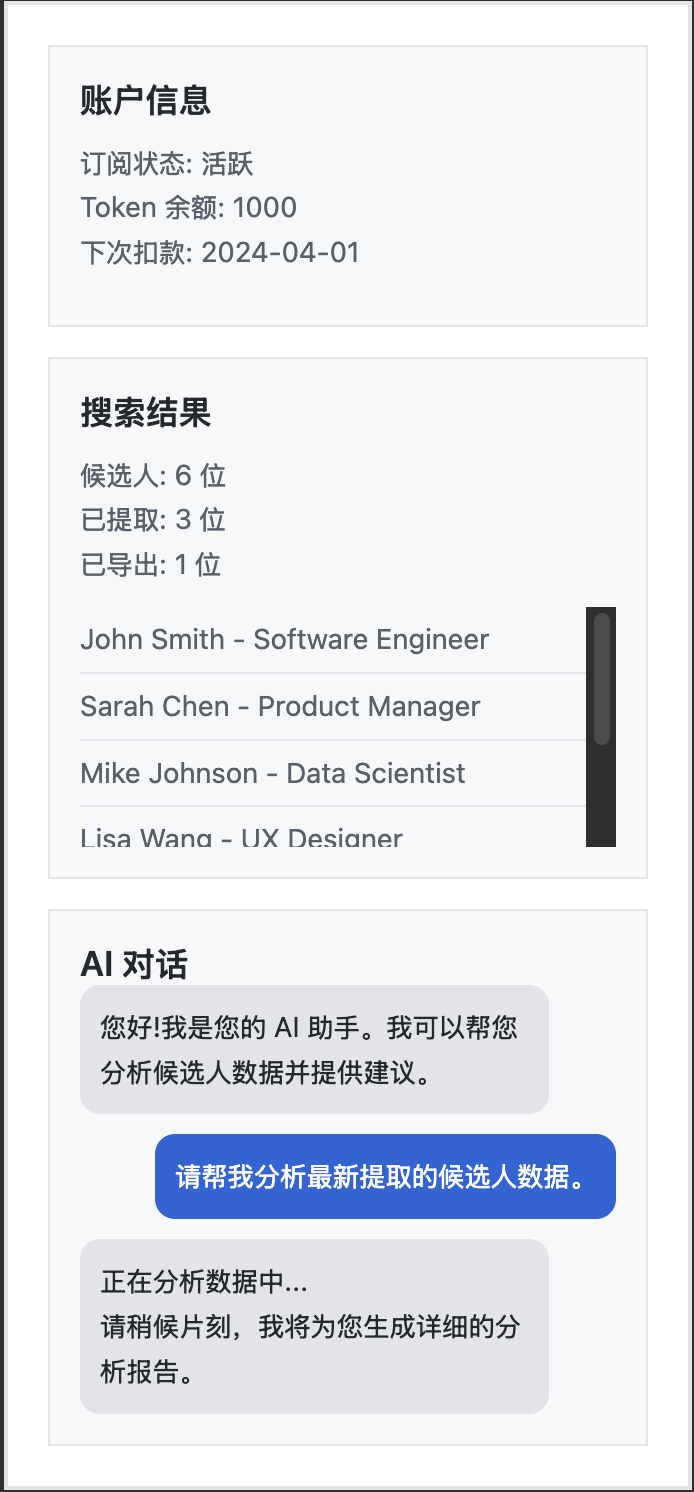 账户信息
订阅状态: 活跃
Token 余额: 1000
下次扣款: 2024-04-01
搜索结果
候选人: 6 位
已提取: 3 位
已导出: 1 位
John Smith - Software Engineer
Sarah Chen - Product Manager
Mike Johnson - Data Scientist
Lisa Wang - UX Designer
AI 对话
您好!我是您的 AI 助手。我可以帮您
分析候选人数据并提供建议。
请帮我分析最新提取的候选人数据。
正在分析数据中...
请稍候片刻，我将为您生成详细的分
析报告。